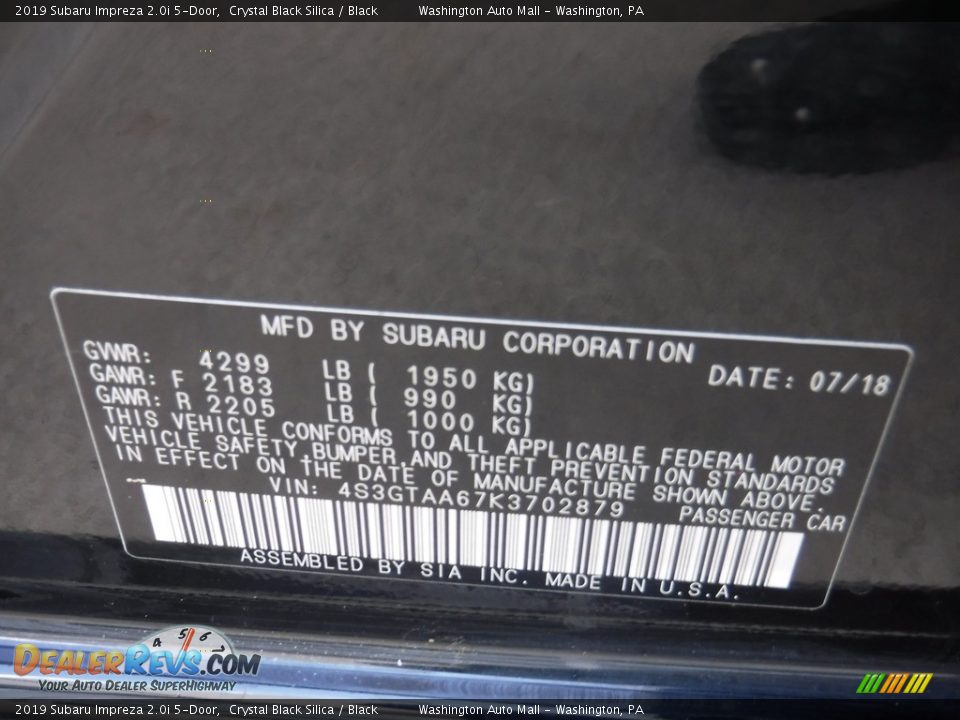 2019 Subaru Impreza 2.0i 5-Door, Crystal Black Silica / Black Washington Auto Mall - Washington, PA
MFD BY SUBARU CORPORATION
GVWR: 4299 LB ( 1950 KG) DATE: 07/18
GAWR: F 2183 LB ( 990 KG)
GAWR: R 2205 LB ( 1000 KG)
THIS VEHICLE CONFORMS TO ALL APPLICABLE FEDERAL MOTOR
VEHICLE SAFETY,BUMPER AND THEFT PREVENTION STANDARDS
IN EFFECT ON THE DATE OF MANUFACTURE SHOWN ABOVE.
VIN: 4S3GTAA67K3702879 PASSENGER CAR
ASSEMBLED BY SIA INC. MADE IN U.S.A.
4 5 6
DEALERREVS.COM
YOUR AUTO DEALER SUPERHIGHWAY
2019 Subaru Impreza 2.0i 5-Door, Crystal Black Silica / Black Washington Auto Mall - Washington, PA